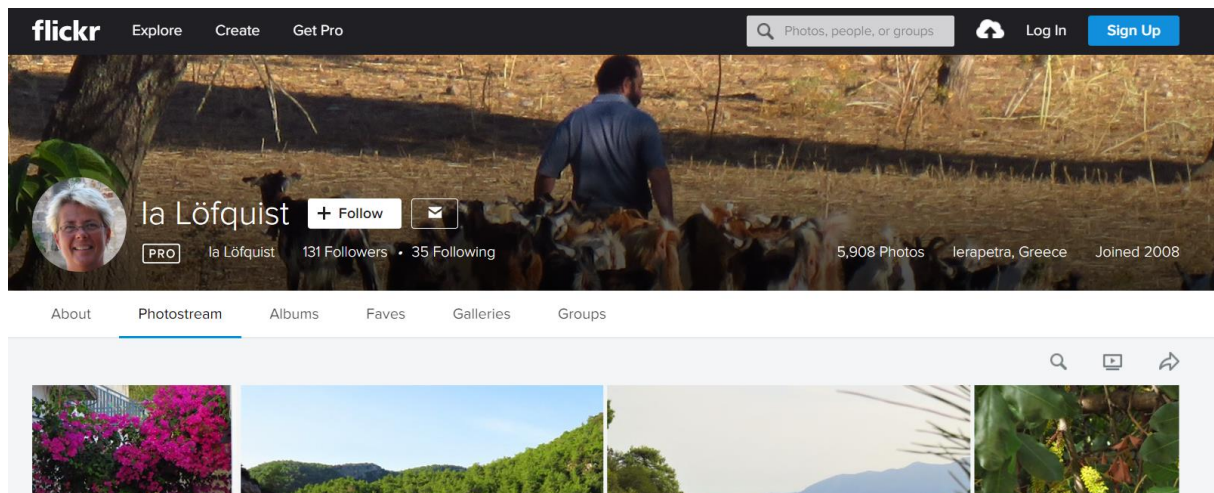 flickr Explore Create Get Pro Photos, people, or groups Log In Sign Up
Ia Löfquist + Follow
PRO Ia Löfquist 131 Followers • 35 Following 5,908 Photos Ierapetra, Greece Joined 2008
About Photostream Albums Faves Galleries Groups